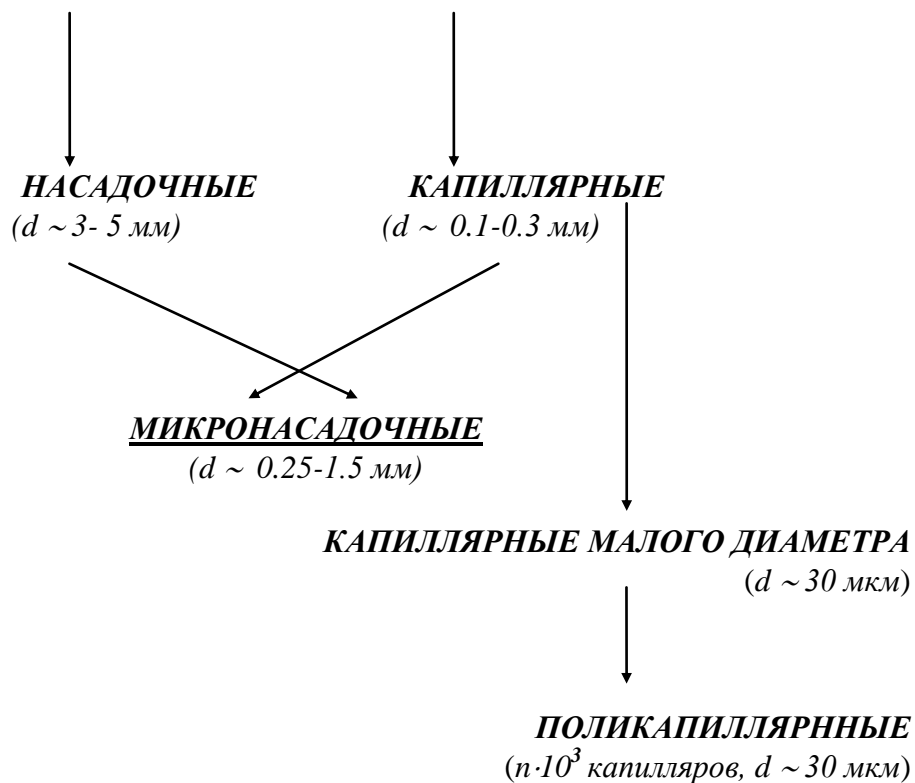 НАСАДОЧНЫЕ
(d ~ 3- 5 мм)
КАПИЛЛЯРНЫЕ
(d ~ 0.1-0.3 мм)
МИКРОНАСАДОЧНЫЕ
(d ~ 0.25-1.5 мм)
КАПИЛЛЯРНЫЕ МАЛОГО ДИАМЕТРА
(d ~ 30 мкм)
ПОЛИКАПИЛЛЯРННЫЕ
(n·10³ капилляров, d ~ 30 мкм)